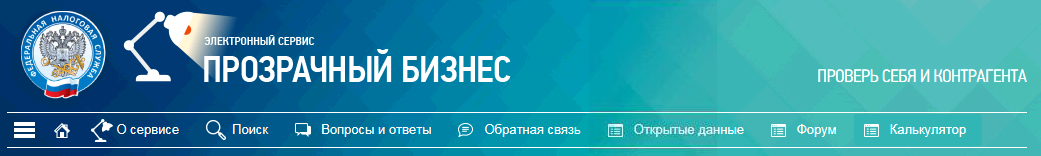 ФЕДЕРАЛЬНАЯ НАЛОГОВАЯ СЛУЖБА
ЭЛЕКТРОННЫЙ СЕРВИС
ПРОЗРАЧНЫЙ БИЗНЕС
ПРОВЕРЬ СЕБЯ И КОНТРАГЕНТА
О сервисе Поиск Вопросы и ответы Обратная связь Открытые данные Форум Калькулятор